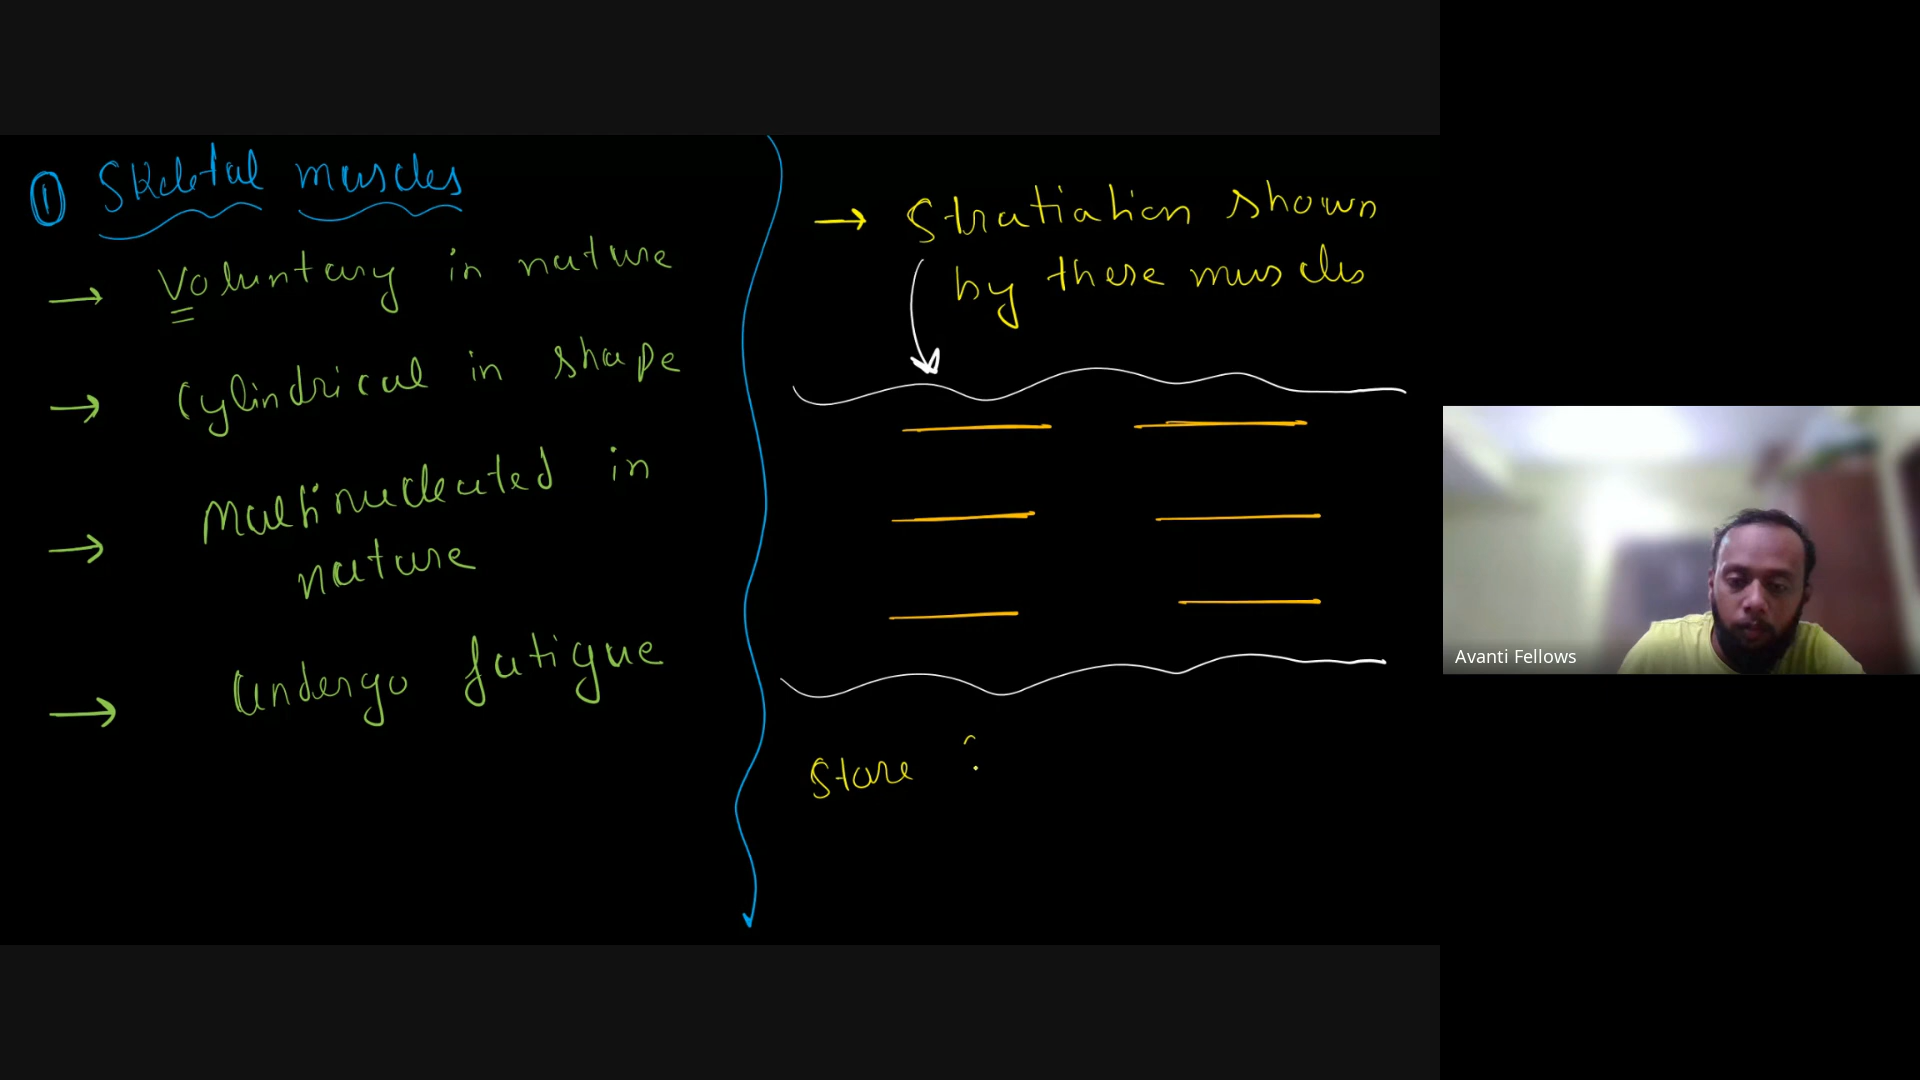 ① Skeletal muscles
→ Voluntary in nature
→ Cylindrical in shape
→ Multinucleated in
nature
→ Undergo fatigue
→ Stratiation shown
by these muscles
Store ?
Avanti Fellows